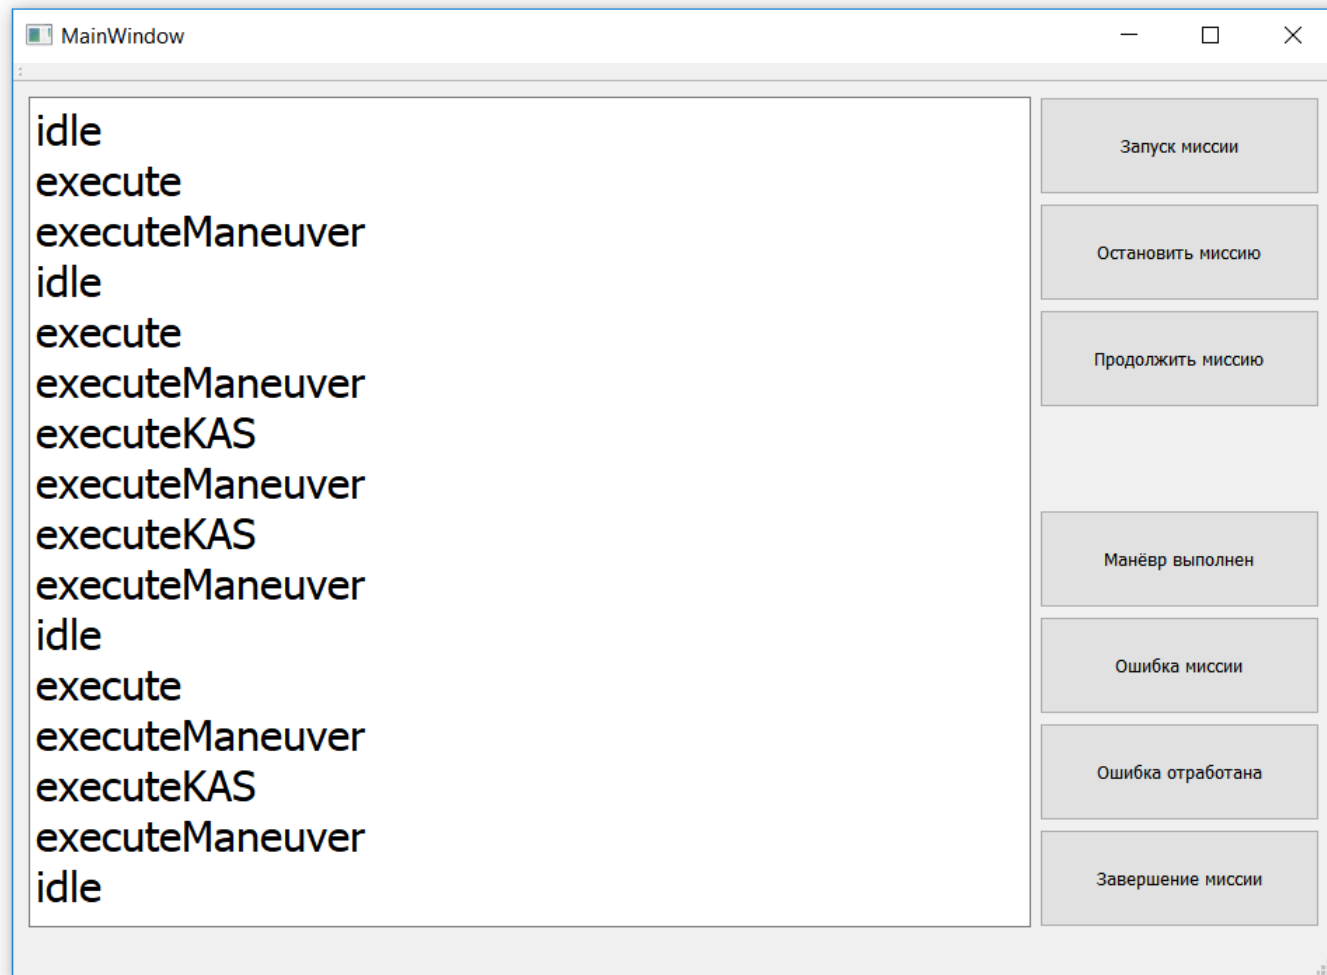 MainWindow
idle
execute
executeManeuver
idle
execute
executeManeuver
executeKAS
executeManeuver
executeKAS
executeManeuver
idle
execute
executeManeuver
executeKAS
executeManeuver
idle
Запуск миссии
Остановить миссию
Продолжить миссию
Манёвр выполнен
Ошибка миссии
Ошибка отработана
Завершение миссии